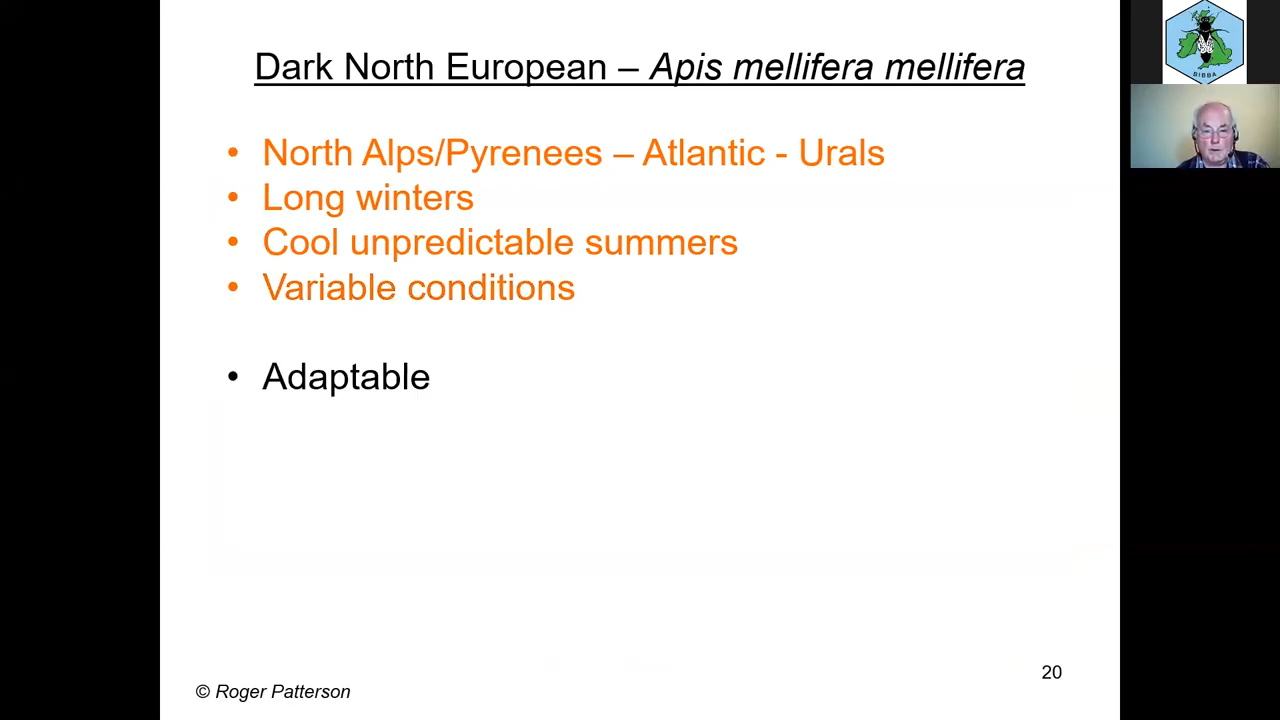 Dark North European – Apis mellifera mellifera
• North Alps/Pyrenees – Atlantic - Urals
• Long winters
• Cool unpredictable summers
• Variable conditions
• Adaptable
20
© Roger Patterson
BIBBA